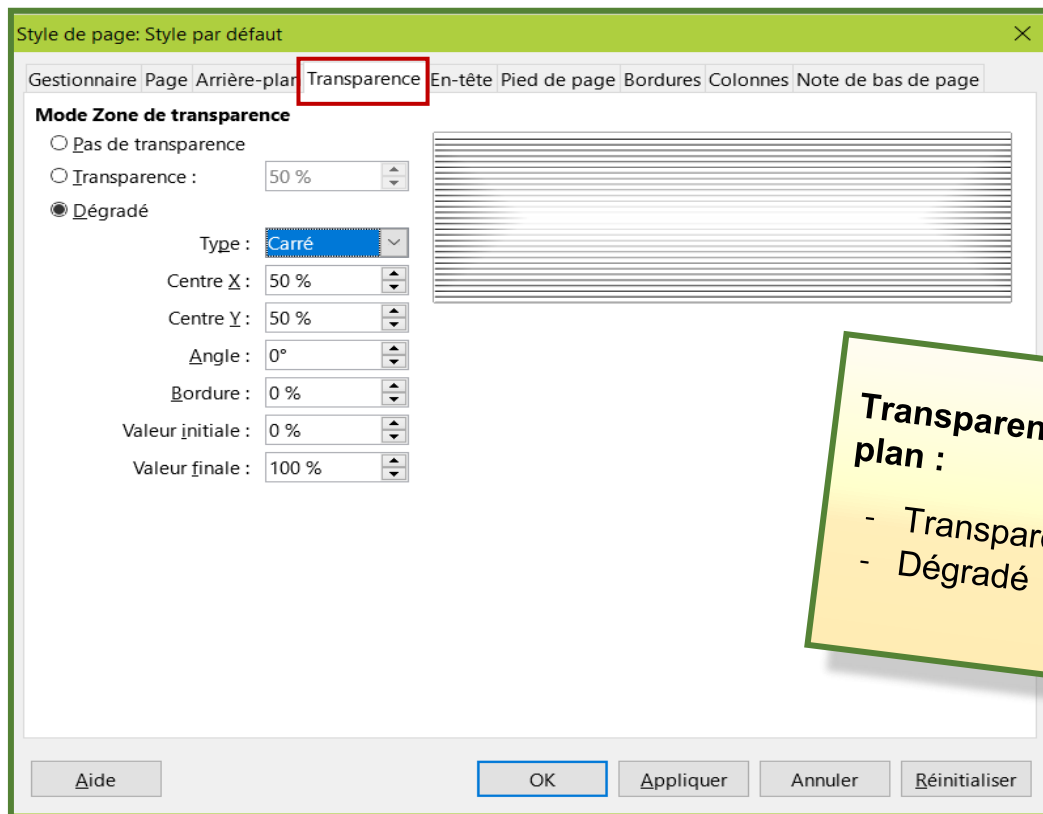 Style de page: Style par défaut
Gestionnaire Page Arrière-plan Transparence En-tête Pied de page Bordures Colonnes Note de bas de page
Mode Zone de transparence
Pas de transparence
Transparence : 50 %
Dégradé
Type : Carré
Centre X : 50 %
Centre Y : 50 %
Angle : 0°
Bordure : 0 %
Valeur initiale : 0 %
Valeur finale : 100 %
plan :
- Dégradé
Aide OK Appliquer Annuler Réinitialiser